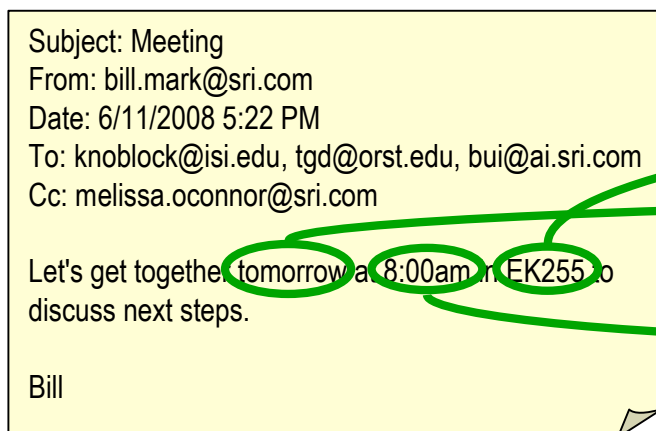 Subject: Meeting
From: bill.mark@sri.com
Date: 6/11/2008 5:22 PM
To: knoblock@isi.edu, tgd@orst.edu, bui@ai.sri.com
Cc: melissa.oconnor@sri.com
Let's get together tomorrow at 8:00am in EK255 to
discuss next steps.
Bill